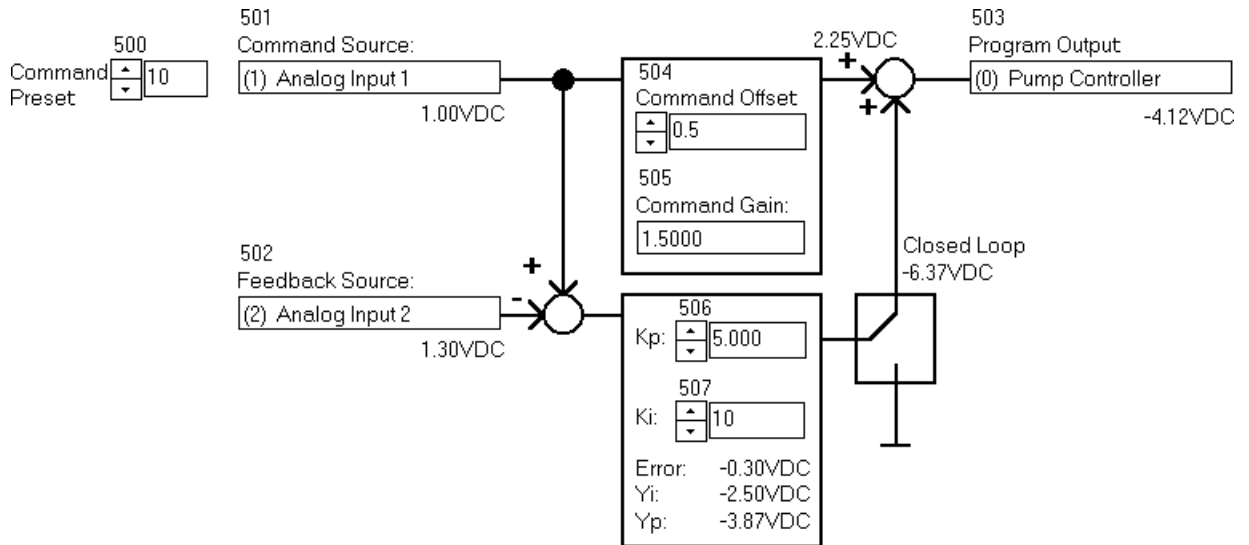 500
Command
Preset
10
501
Command Source:
(1) Analog Input 1
1.00VDC
502
Feedback Source:
(2) Analog Input 2
1.30VDC
+
-
504
Command Offset
0.5
505
Command Gain:
1.5000
506
Kp: 5.000
507
Ki: 10
Error: -0.30VDC
Yi: -2.50VDC
Yp: -3.87VDC
2.25VDC
+
+
Closed Loop
-6.37VDC
503
Program Output
(0) Pump Controller
-4.12VDC